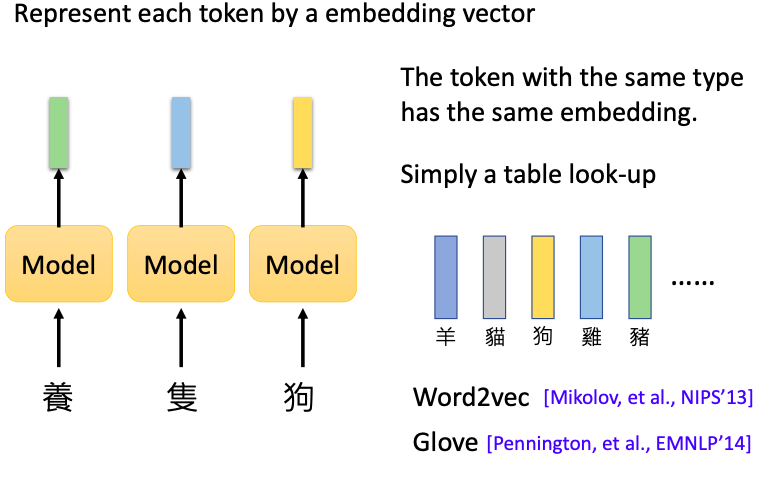 Represent each token by a embedding vector
The token with the same type
has the same embedding.
Simply a table look-up
Model Model Model
養 隻 狗
羊 貓 狗 雞 豬 ……
Word2vec [Mikolov, et al., NIPS’13]
Glove [Pennington, et al., EMNLP’14]